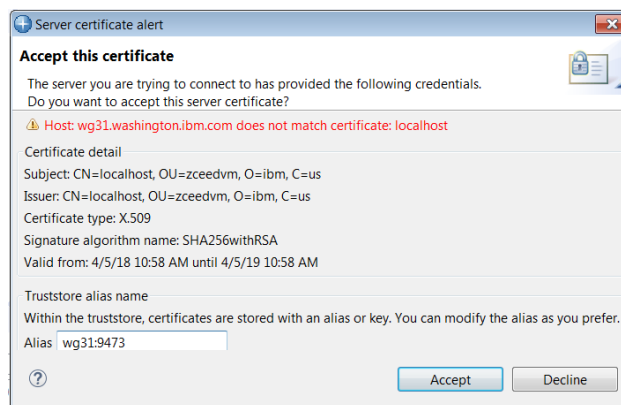 Server certificate alert
Accept this certificate
The server you are trying to connect to has provided the following credentials.
Do you want to accept this server certificate?
Host: wg31.washington.ibm.com does not match certificate: localhost
Certificate detail
Subject: CN=localhost, OU=zceedvm, O=ibm, C=us
Issuer: CN=localhost, OU=zceedvm, O=ibm, C=us
Certificate type: X.509
Signature algorithm name: SHA256withRSA
Valid from: 4/5/18 10:58 AM until 4/5/19 10:58 AM
Truststore alias name
Within the truststore, certificates are stored with an alias or key. You can modify the alias as you prefer.
Alias wg31:9473
? Accept Decline